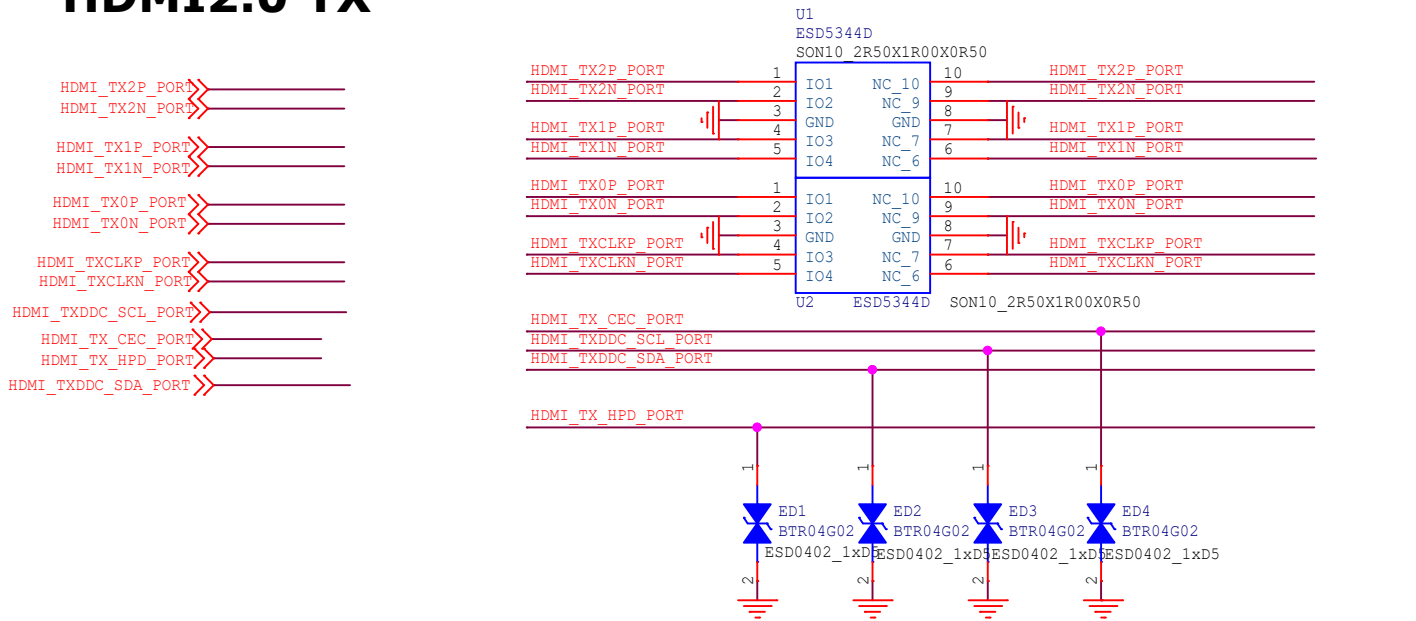 HDMI2.0 TX
HDMI_TX2P_PORT
HDMI_TX2N_PORT
HDMI_TX1P_PORT
HDMI_TX1N_PORT
HDMI_TX0P_PORT
HDMI_TX0N_PORT
HDMI_TXCLKP_PORT
HDMI_TXCLKN_PORT
HDMI_TXDDC_SCL_PORT
HDMI_TX_CEC_PORT
HDMI_TX_HPD_PORT
HDMI_TXDDC_SDA_PORT
U1
ESD5344D
SON10_2R50X1R00X0R50
HDMI_TX2P_PORT 1 IO1 NC_10 10 HDMI_TX2P_PORT
HDMI_TX2N_PORT 2 IO2 NC_9 9 HDMI_TX2N_PORT
3 GND GND 8
HDMI_TX1P_PORT 4 IO3 NC_7 7 HDMI_TX1P_PORT
HDMI_TX1N_PORT 5 IO4 NC_6 6 HDMI_TX1N_PORT
HDMI_TX0P_PORT 1 IO1 NC_10 10 HDMI_TX0P_PORT
HDMI_TX0N_PORT 2 IO2 NC_9 9 HDMI_TX0N_PORT
3 GND GND 8
HDMI_TXCLKP_PORT 4 IO3 NC_7 7 HDMI_TXCLKP_PORT
HDMI_TXCLKN_PORT 5 IO4 NC_6 6 HDMI_TXCLKN_PORT
U2 ESD5344D SON10_2R50X1R00X0R50
HDMI_TX_CEC_PORT
HDMI_TXDDC_SCL_PORT
HDMI_TXDDC_SDA_PORT
HDMI_TX_HPD_PORT
1 1 1 1
ED1 ED2 ED3 ED4
BTR04G02 BTR04G02 BTR04G02 BTR04G02
ESD0402_1xD5 ESD0402_1xD5 ESD0402_1xD5 ESD0402_1xD5
2 2 2 2